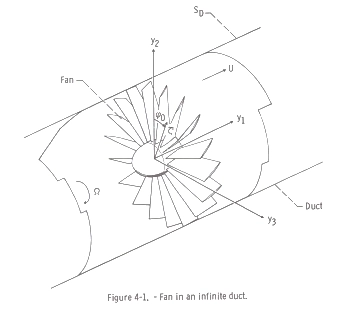 S_D
y_2
Fan
U
φ_0
y_1
Ω
y_3
Duct
Figure 4-1. - Fan in an infinite duct.